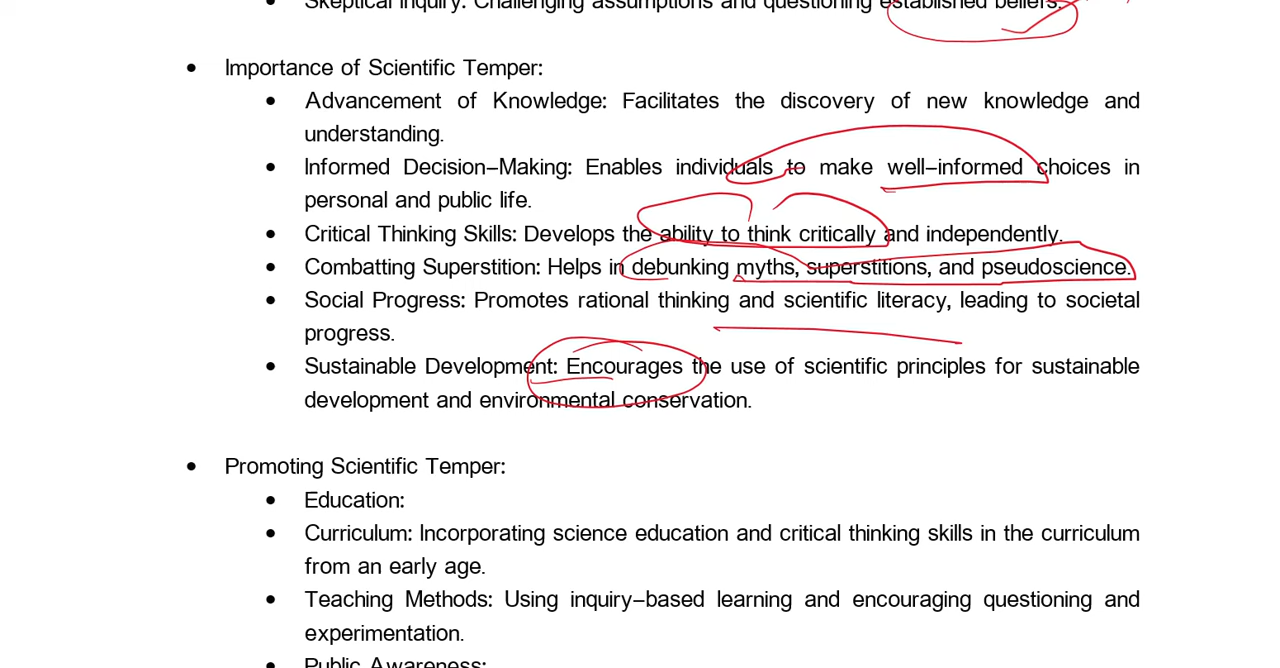 • Skeptical Inquiry: Challenging assumptions and questioning established beliefs.
• Importance of Scientific Temper:
• Advancement of Knowledge: Facilitates the discovery of new knowledge and
understanding.
• Informed Decision–Making: Enables individuals to make well–informed choices in
personal and public life.
• Critical Thinking Skills: Develops the ability to think critically and independently.
• Combatting Superstition: Helps in debunking myths, superstitions, and pseudoscience.
• Social Progress: Promotes rational thinking and scientific literacy, leading to societal
progress.
• Sustainable Development: Encourages the use of scientific principles for sustainable
development and environmental conservation.
• Promoting Scientific Temper:
• Education:
• Curriculum: Incorporating science education and critical thinking skills in the curriculum
from an early age.
• Teaching Methods: Using inquiry–based learning and encouraging questioning and
experimentation.
• Public Awareness: